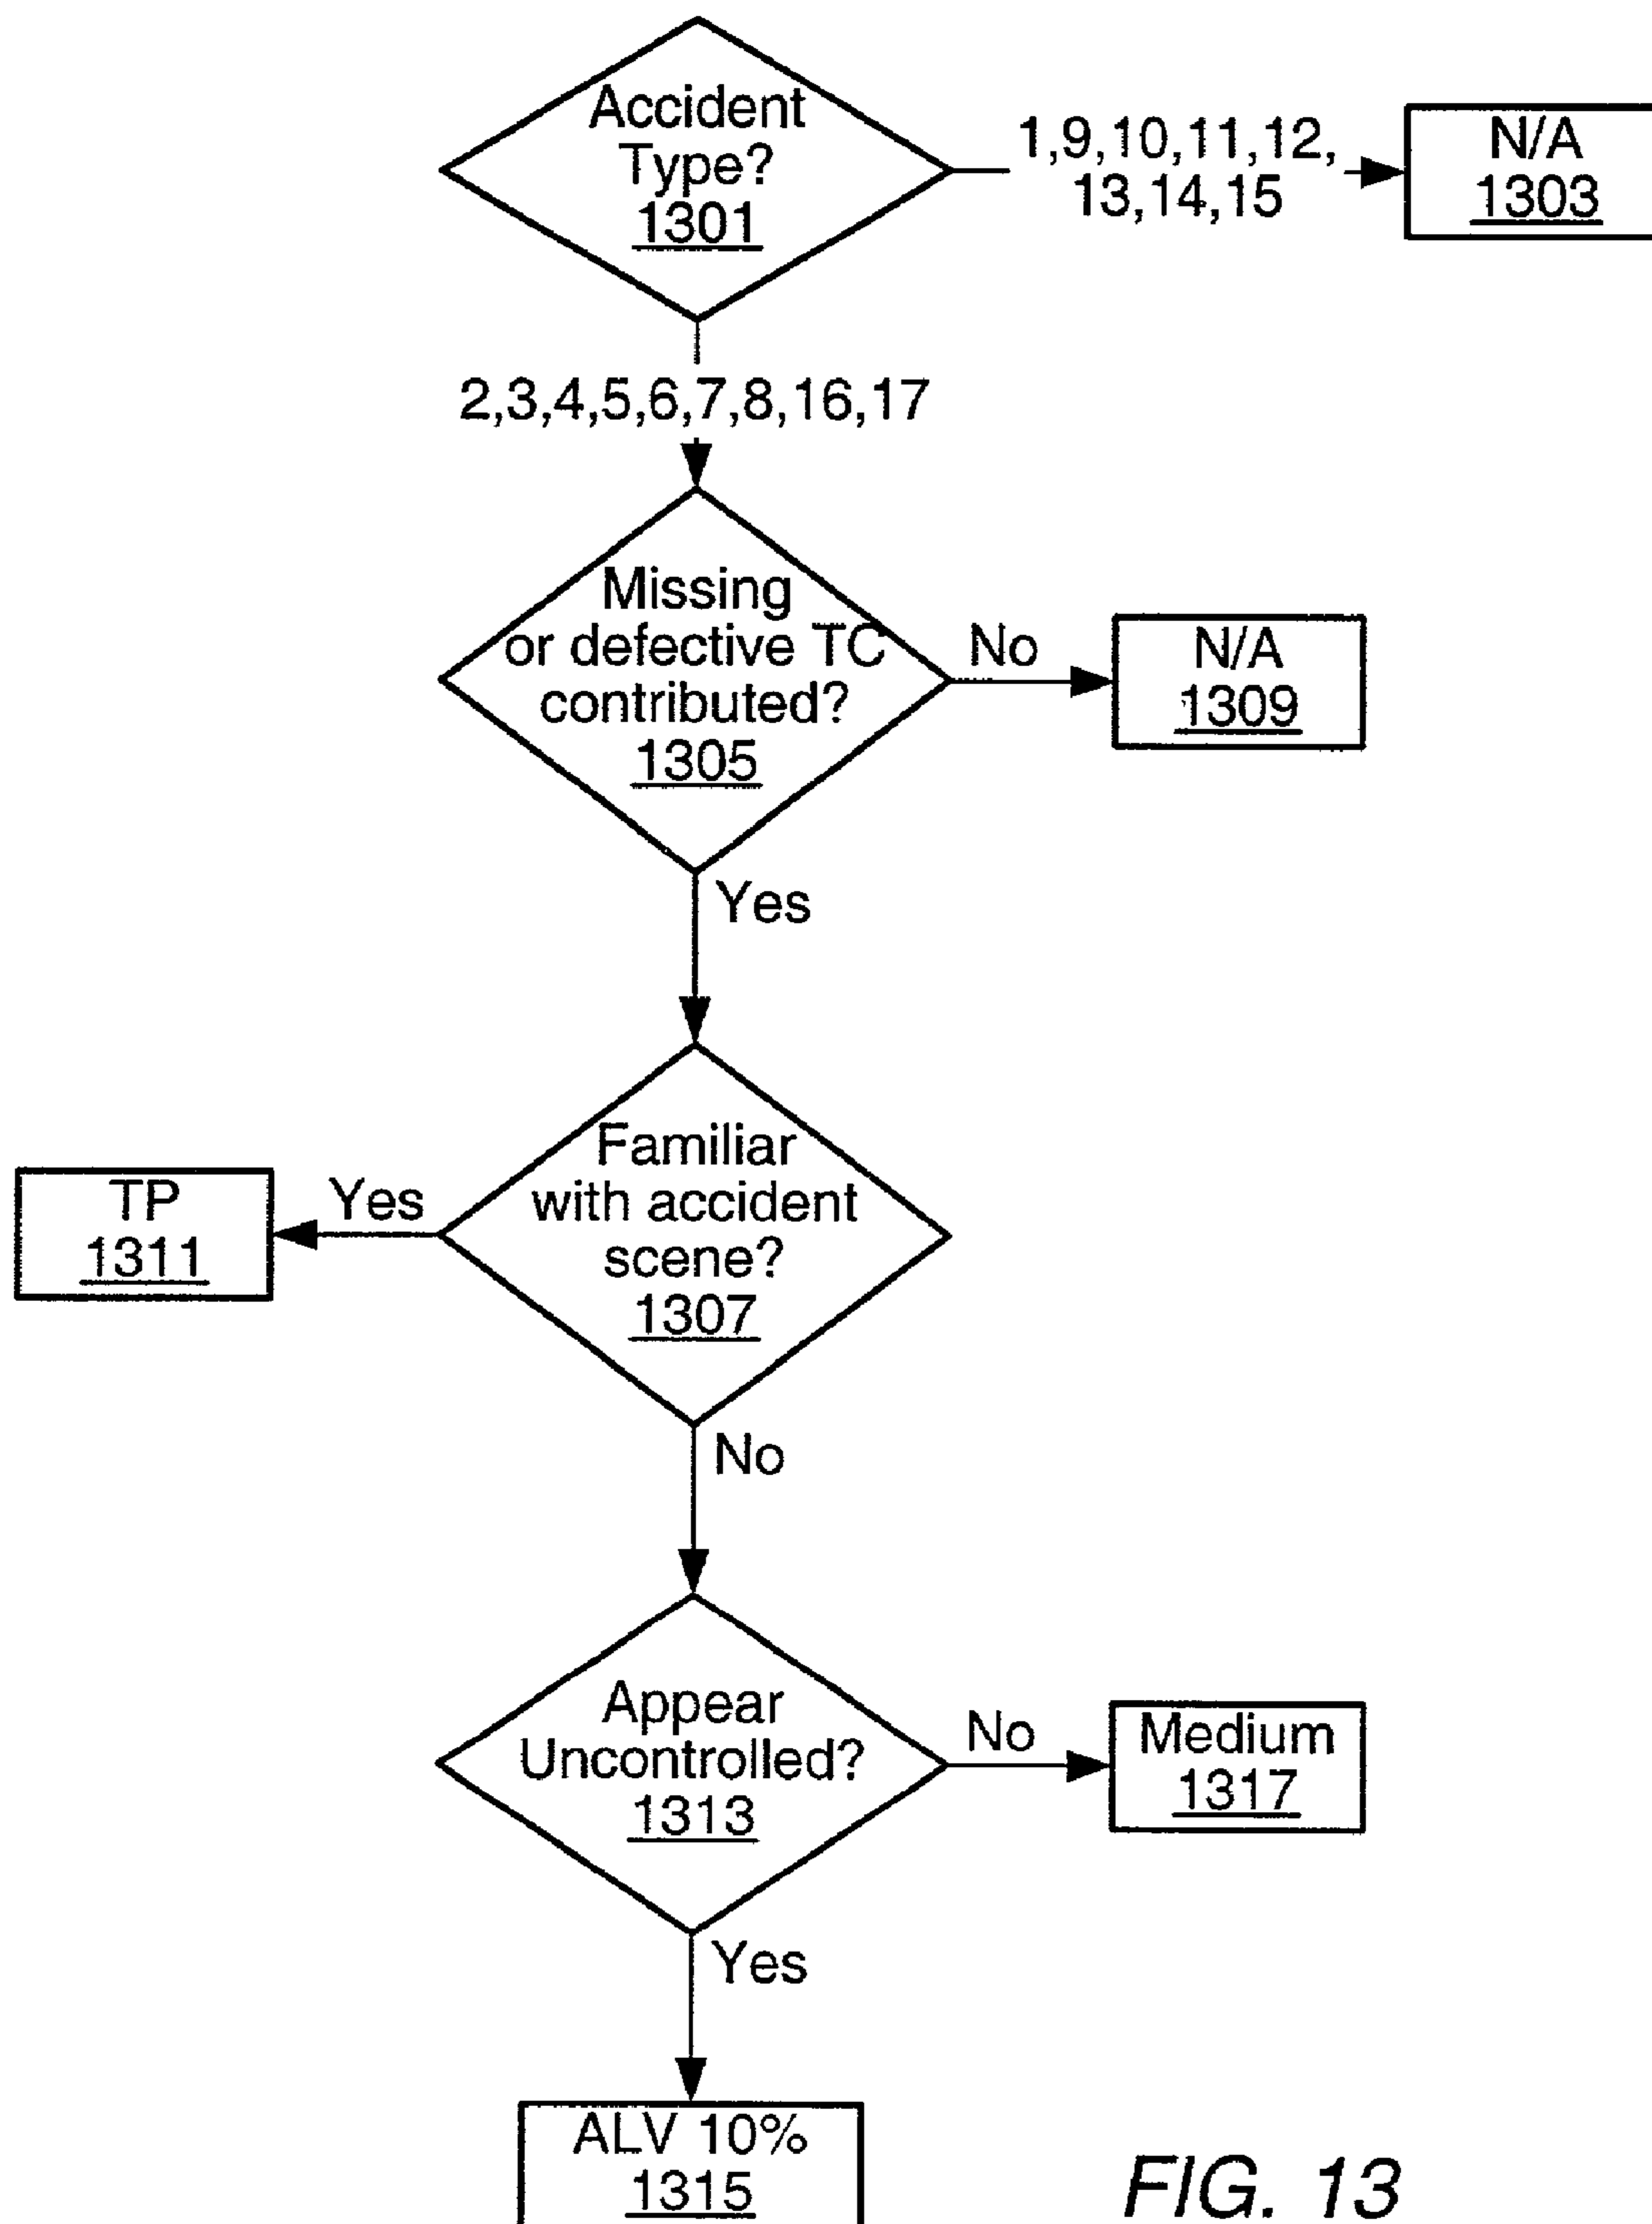 Accident
Type?
1301
1,9,10,11,12,
13,14,15
N/A
1303
2,3,4,5,6,7,8,16,17
Missing
or defective TC
contributed?
1305
No
N/A
1309
Yes
Familiar
with accident
scene?
1307
Yes
TP
1311
No
Appear
Uncontrolled?
1313
No
Medium
1317
Yes
ALV 10%
1315
FIG. 13